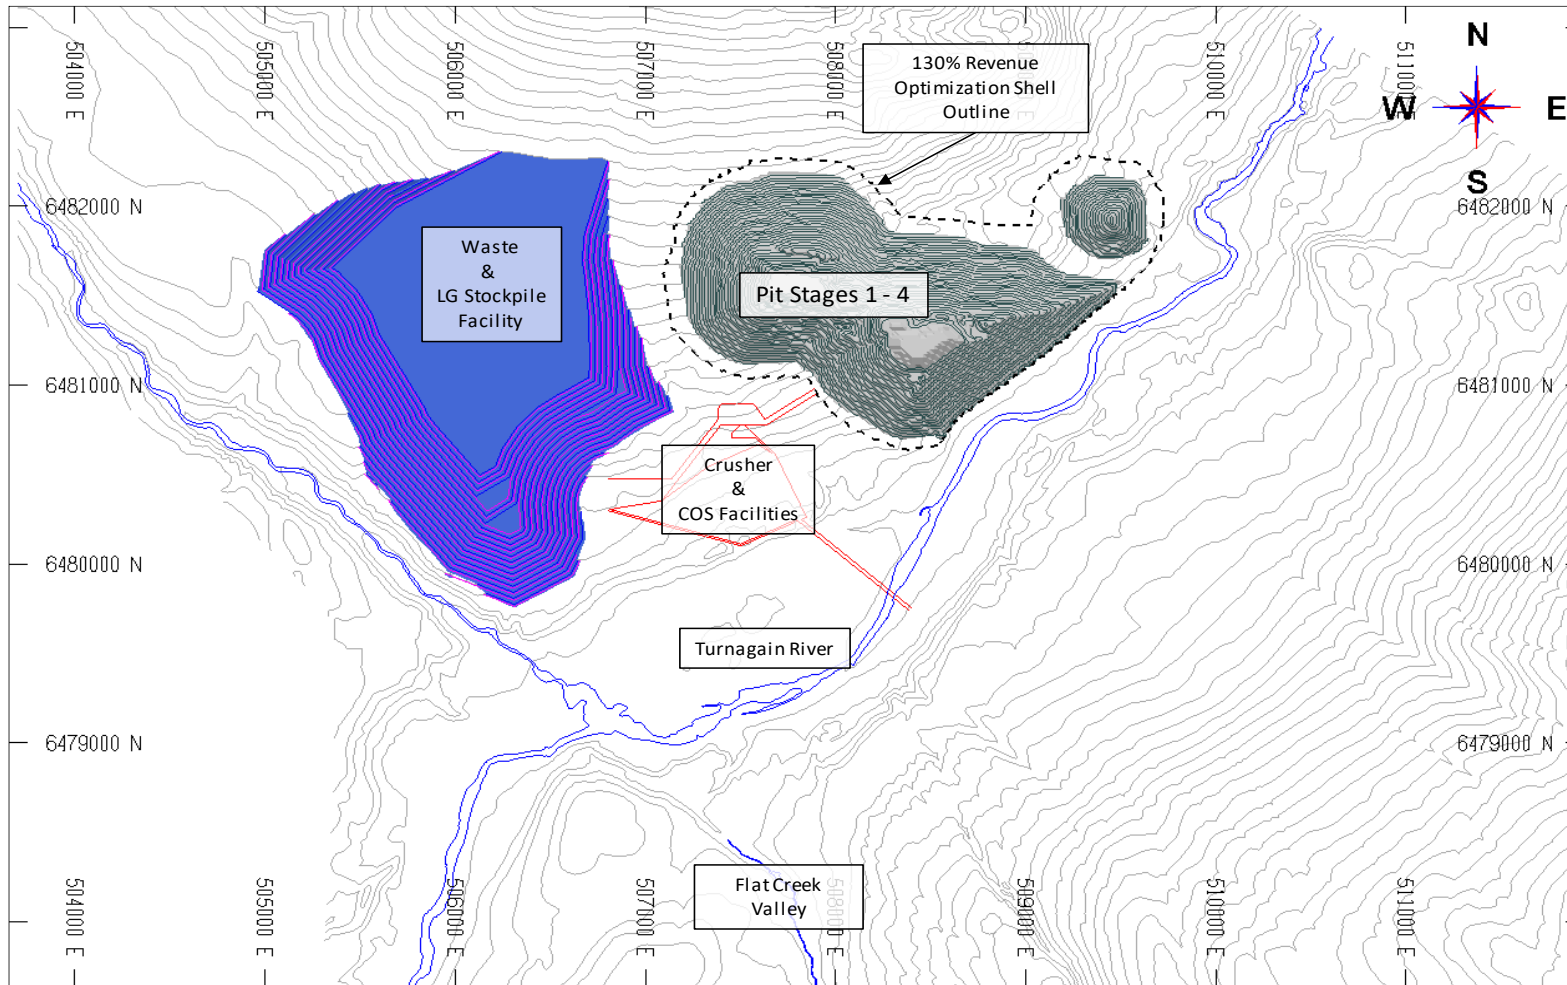 504000 E
505000 E
506000 E
507000 E
508000 E
510000 E
N
W
E
S
130% Revenue
Optimization Shell
Outline
6482000 N
6482000 N
Waste
&
LG Stockpile
Facility
Pit Stages 1 - 4
6481000 N
6481000 N
Crusher
&
COS Facilities
6480000 N
6480000 N
Turnagain River
6479000 N
6479000 N
Flat Creek
Valley
504000 E
505000 E
506000 E
507000 E
508000 E
509000 E
510000 E
511000 E